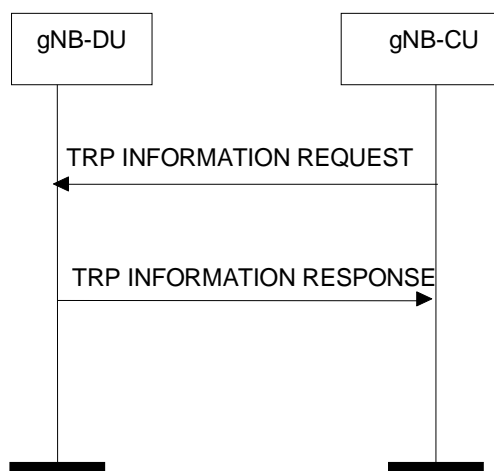 gNB-DU
gNB-CU
TRP INFORMATION REQUEST
TRP INFORMATION RESPONSE